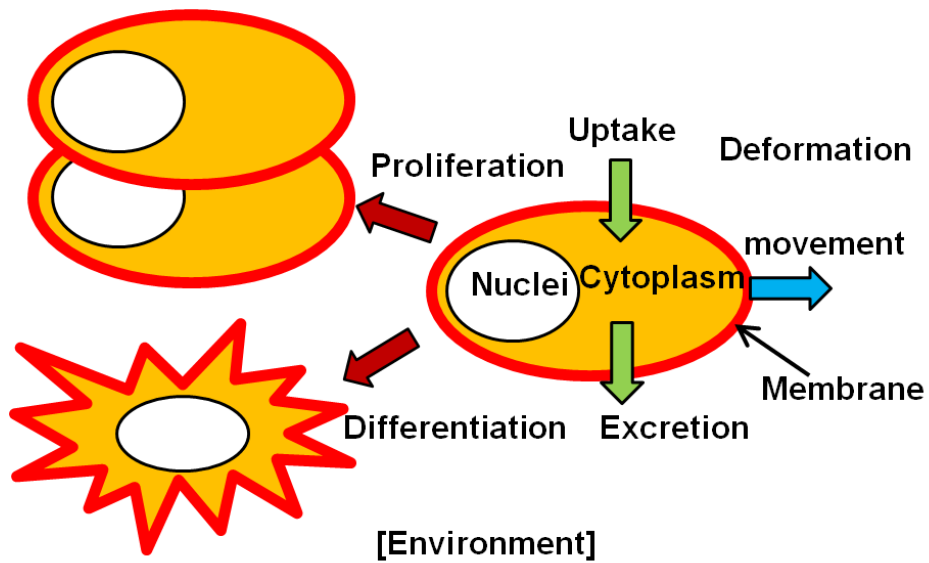 Uptake
Deformation
Proliferation
movement
Nuclei
Cytoplasm
Membrane
Differentiation
Excretion
[Environment]